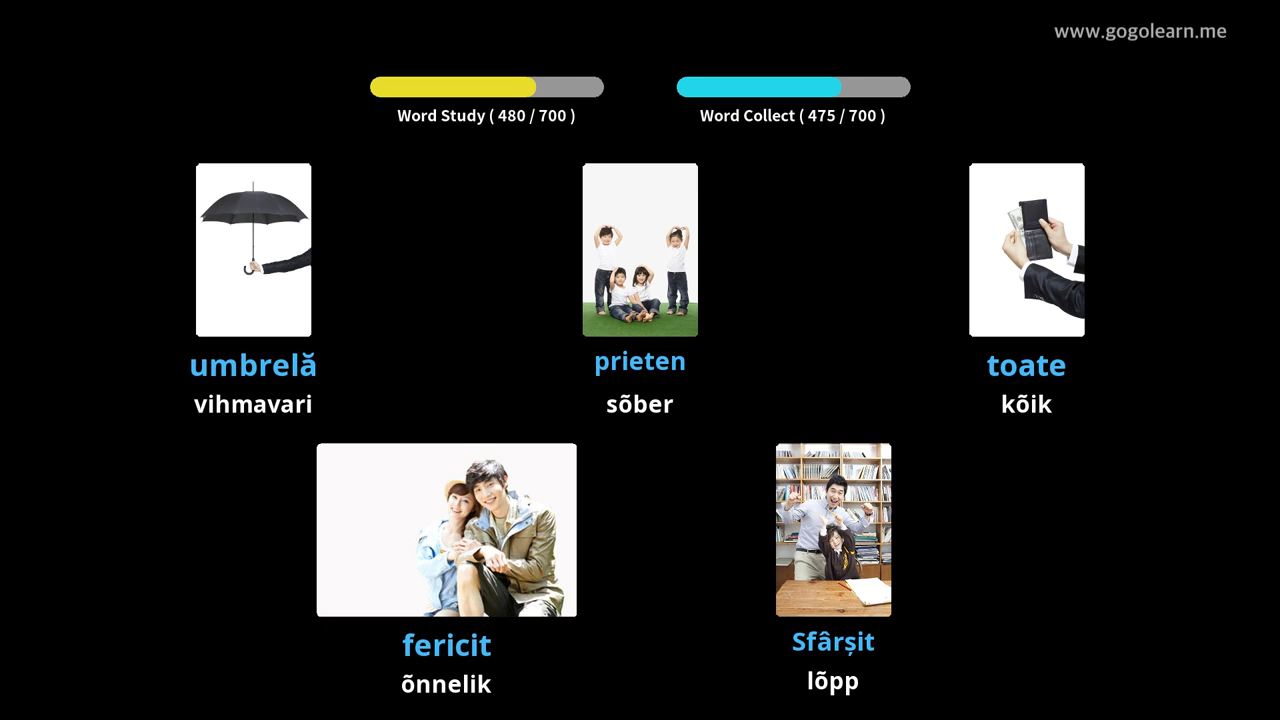 www.gogolearn.me
Word Study ( 480 / 700 )
Word Collect ( 475 / 700 )
umbrelă
vihmavari
prieten
sõber
toate
kõik
fericit
õnnelik
Sfârșit
lõpp